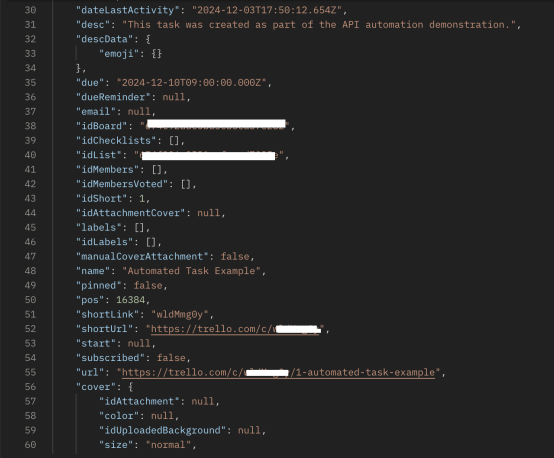 30 "dateLastActivity": "2024-12-03T17:50:12.654Z",
31 "desc": "This task was created as part of the API automation demonstration.",
32 "descData": {
33 "emoji": {}
34 },
35 "due": "2024-12-10T09:00:00.000Z",
36 "dueReminder": null,
37 "email": null,
38 "idBoard": " ",
39 "idChecklists": [],
40 "idList": " ",
41 "idMembers": [],
42 "idMembersVoted": [],
43 "idShort": 1,
44 "idAttachmentCover": null,
45 "labels": [],
46 "idLabels": [],
47 "manualCoverAttachment": false,
48 "name": "Automated Task Example",
49 "pinned": false,
50 "pos": 16384,
51 "shortLink": "wldMmg0y",
52 "shortUrl": "https://trello.com/c/ ",
53 "start": null,
54 "subscribed": false,
55 "url": "https://trello.com/c/ /1-automated-task-example",
56 "cover": {
57 "idAttachment": null,
58 "color": null,
59 "idUploadedBackground": null,
60 "size": "normal",